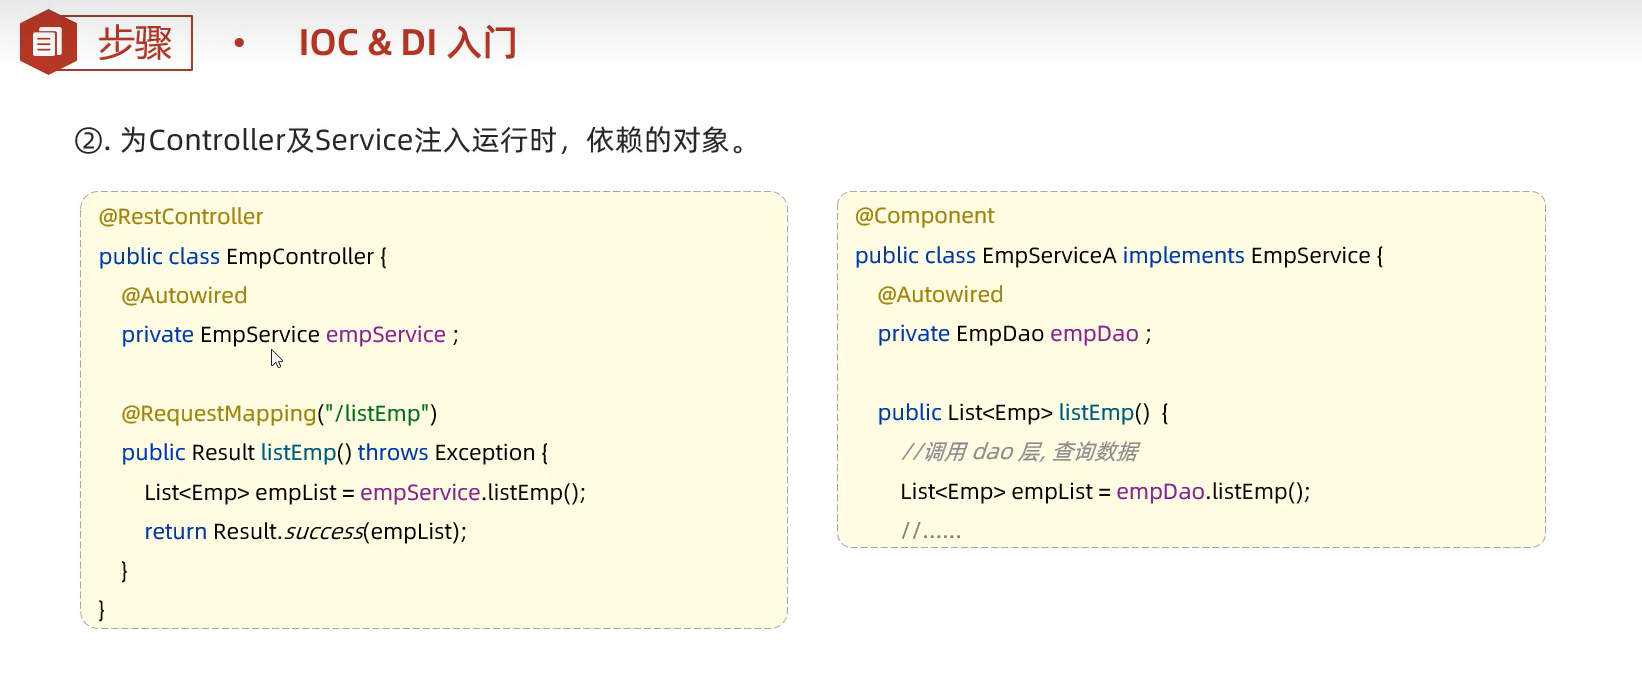 步骤 • IOC & DI 入门
②. 为Controller及Service注入运行时，依赖的对象。
@RestController
public class EmpController {
@Autowired
private EmpService empService ;
@RequestMapping("/listEmp")
public Result listEmp() throws Exception {
List<Emp> empList = empService.listEmp();
return Result.success(empList);
}
}
@Component
public class EmpServiceA implements EmpService {
@Autowired
private EmpDao empDao ;
public List<Emp> listEmp() {
//调用 dao 层, 查询数据
List<Emp> empList = empDao.listEmp();
//......